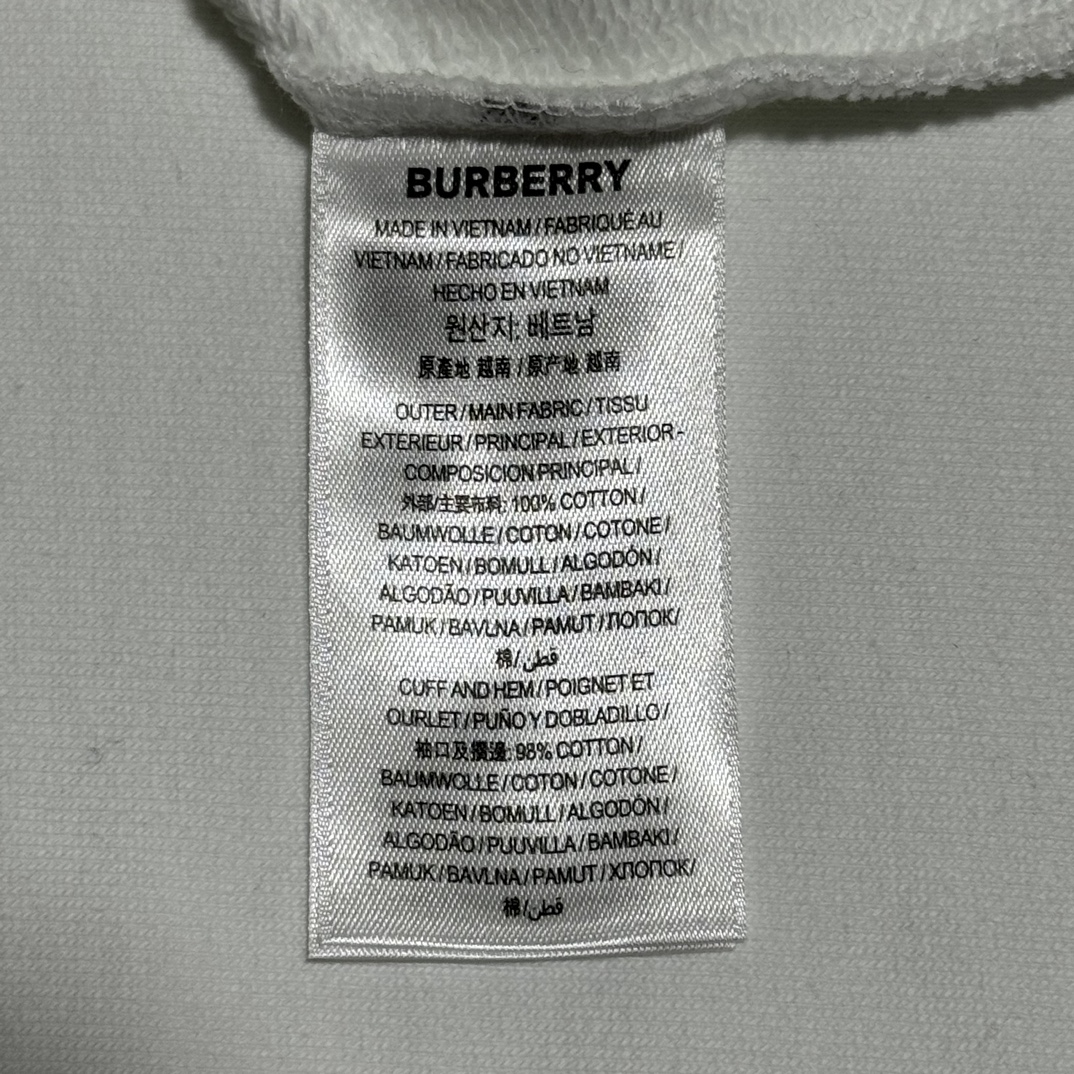 BURBERRY
MADE IN VIETNAM / FABRIQUÉ AU
VIETNAM / FABRICADO NO VIETNAME /
HECHO EN VIETNAM
원산지: 베트남
原產地 越南 / 原产地 越南
OUTER / MAIN FABRIC / TISSU
EXTERIEUR / PRINCIPAL / EXTERIOR -
COMPOSICION PRINCIPAL /
外部/主要布料: 100% COTTON /
BAUMWOLLE / COTON / COTONE /
KATOEN / BOMULL / ALGODÓN /
ALGODÃO / PUUVILLA / BAMBAKI /
PAMUK / BAVLNA / PAMUT / ЛОПОК /
棉 / قطن
CUFF AND HEM / POIGNET ET
OURLET / PUÑO Y DOBLADILLO /
袖口及摺邊: 98% COTTON /
BAUMWOLLE / COTON / COTONE /
KATOEN / BOMULL / ALGODÓN /
ALGODÃO / PUUVILLA / BAMBAKI /
PAMUK / BAVLNA / PAMUT / ХЛОПОК /
棉 / قطن